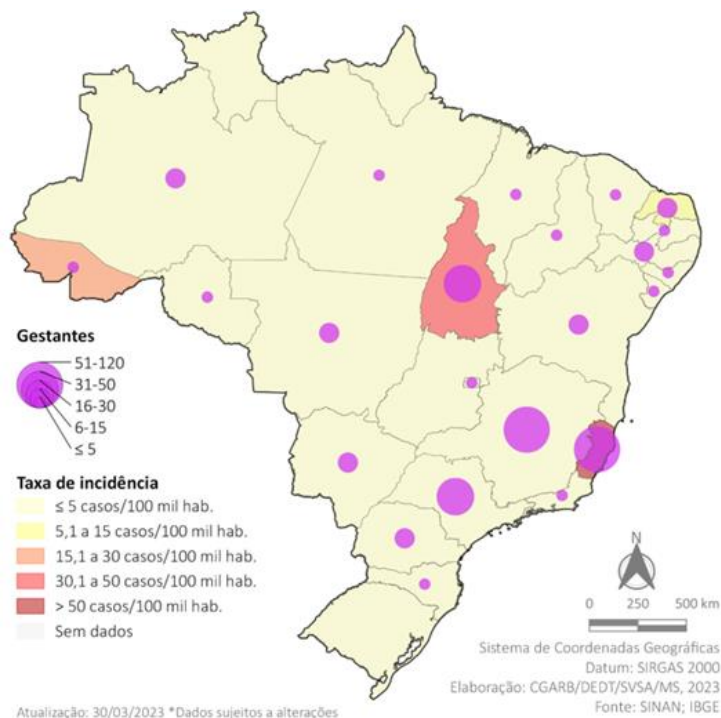 Gestantes
51-120
31-50
16-30
6-15
≤ 5
Taxa de incidência
≤ 5 casos/100 mil hab.
5,1 a 15 casos/100 mil hab.
15,1 a 30 casos/100 mil hab.
30,1 a 50 casos/100 mil hab.
> 50 casos/100 mil hab.
Sem dados
N
0 250 500 km
Sistema de Coordenadas Geográficas
Datum: SIRGAS 2000
Elaboração: CGARB/DEDT/SVSA/MS, 2023
Fonte: SINAN; IBGE
Atualização: 30/03/2023 *Dados sujeitos a alterações